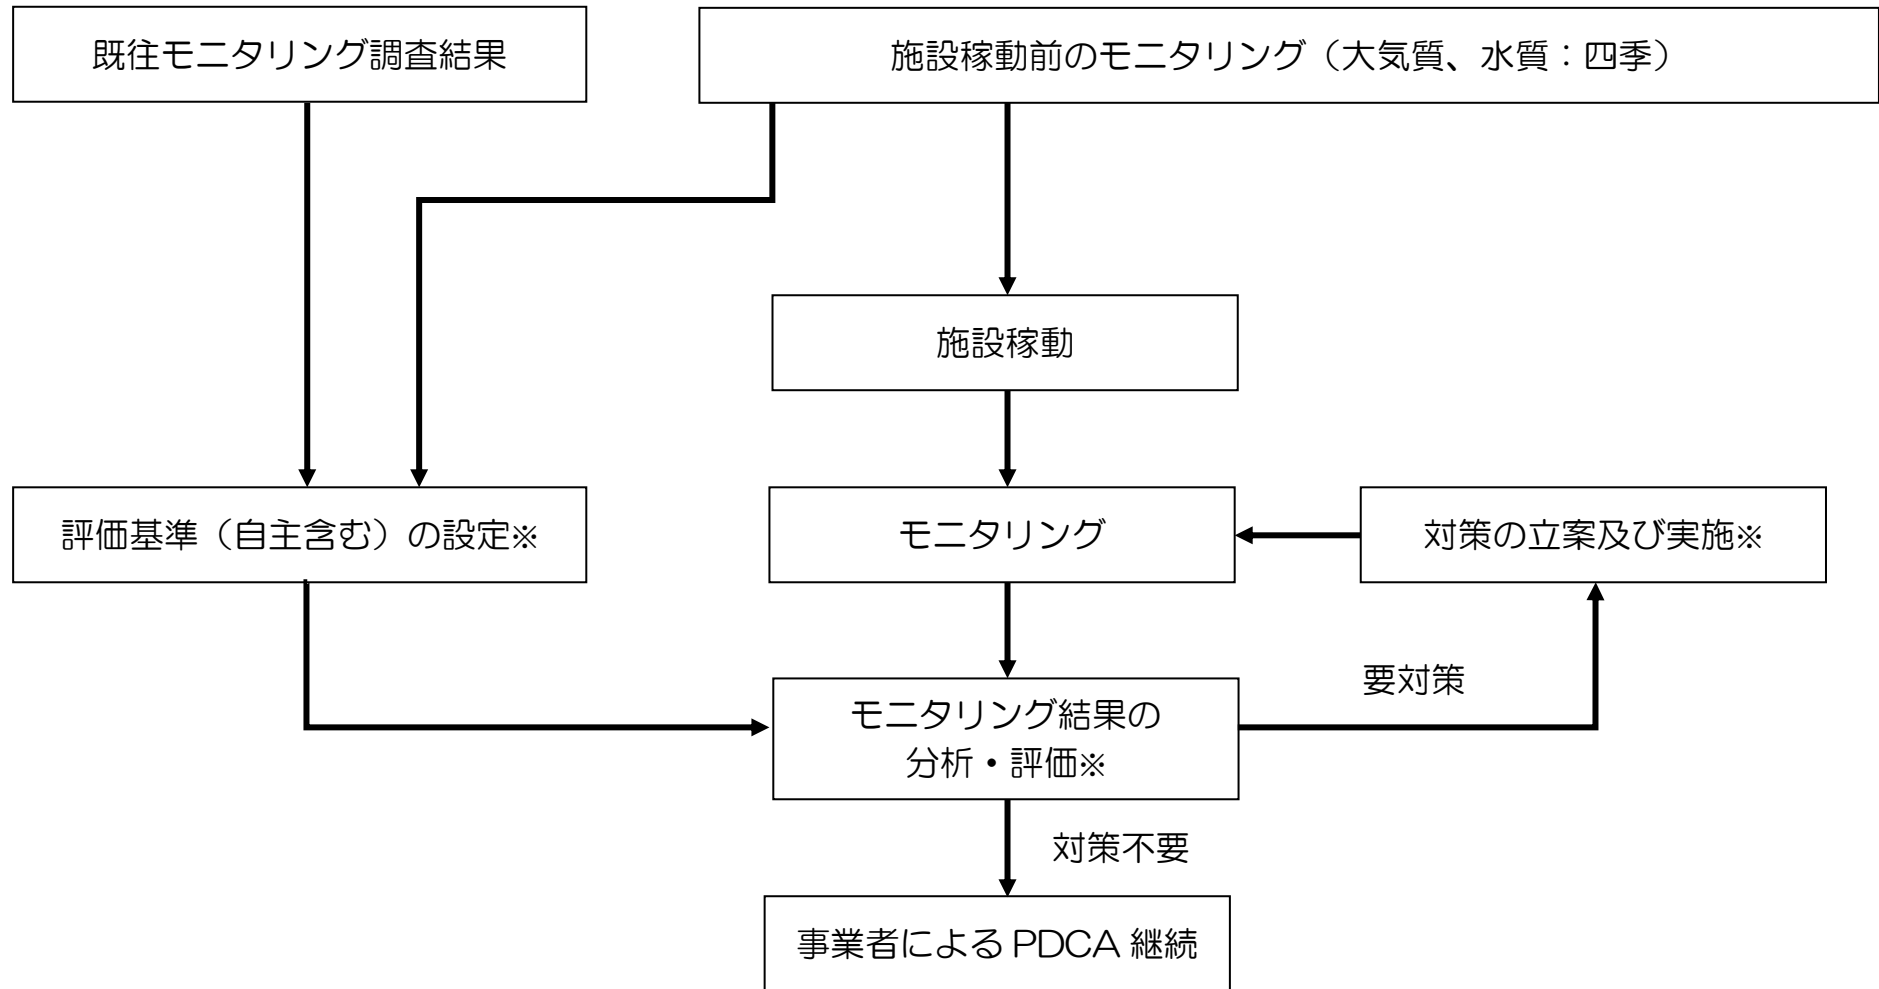 既往モニタリング調査結果
施設稼動前のモニタリング（大気質、水質：四季）
施設稼動
評価基準（自主含む）の設定※
モニタリング
対策の立案及び実施※
要対策
モニタリング結果の
分析・評価※
対策不要
事業者による PDCA 継続